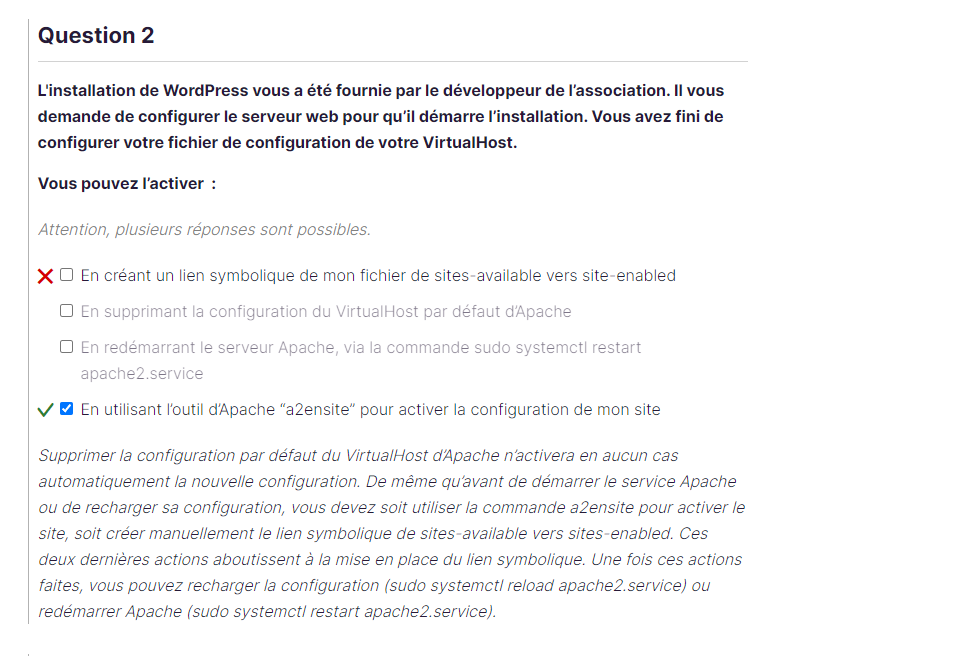 Question 2
L'installation de WordPress vous a été fournie par le développeur de l’association. Il vous
demande de configurer le serveur web pour qu’il démarre l’installation. Vous avez fini de
configurer votre fichier de configuration de votre VirtualHost.
Vous pouvez l’activer :
Attention, plusieurs réponses sont possibles.
En créant un lien symbolique de mon fichier de sites-available vers site-enabled
En supprimant la configuration du VirtualHost par défaut d’Apache
En redémarrant le serveur Apache, via la commande sudo systemctl restart
apache2.service
En utilisant l’outil d’Apache “a2ensite” pour activer la configuration de mon site
Supprimer la configuration par défaut du VirtualHost d’Apache n’activera en aucun cas
automatiquement la nouvelle configuration. De même qu’avant de démarrer le service Apache
ou de recharger sa configuration, vous devez soit utiliser la commande a2ensite pour activer le
site, soit créer manuellement le lien symbolique de sites-available vers sites-enabled. Ces
deux dernières actions aboutissent à la mise en place du lien symbolique. Une fois ces actions
faites, vous pouvez recharger la configuration (sudo systemctl reload apache2.service) ou
redémarrer Apache (sudo systemctl restart apache2.service).